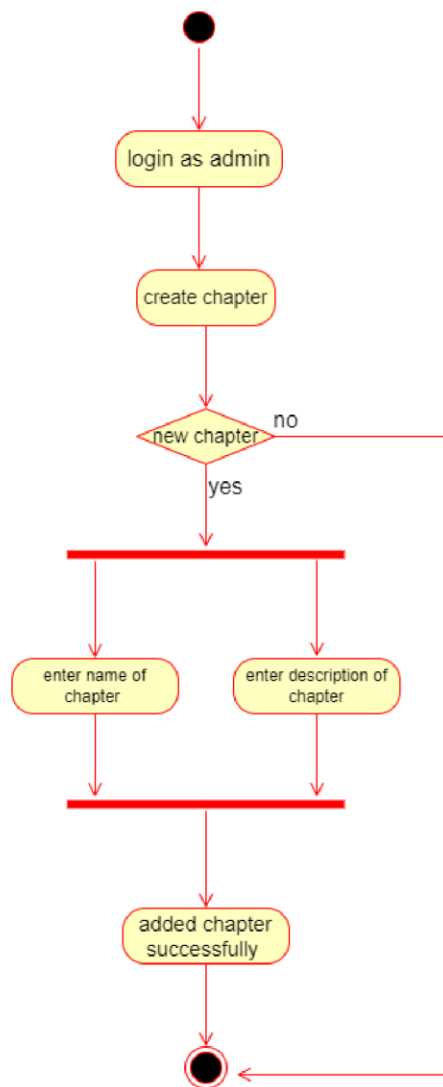 login as admin
create chapter
new chapter
no
yes
enter name of
chapter
enter description of
chapter
added chapter
successfully